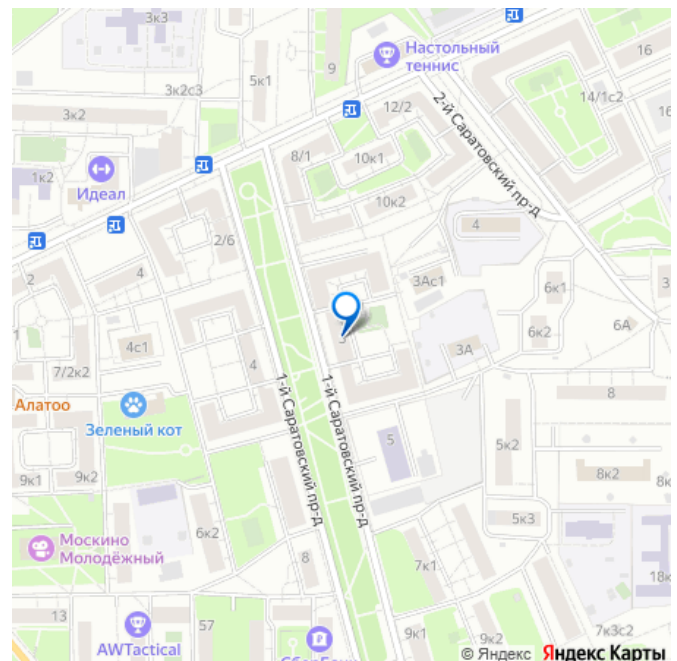 3к3
5к1
9
Настольный
теннис
16
3к2с3
3к2
12/2
14/1с2
16
2-й Саратовский пр-д
8/1
10к1
1к2
Идеал
10к2
4
2/6
2
4
3Ас1
6к1
3
6А
6к2
3
3А
4с1
7/2к2
4
1-й Саратовский пр-д
1-й Саратовский пр-д
8
Алатоо
Зеленый кот
5
5к2
8к2
8к
9к1
9к2
5к3
6к2
Москино
Молодёжный
8
7к1
18к
13
57
AWTactical
9к1
9к2
7к3с2
© Яндекс Яндекс Карты